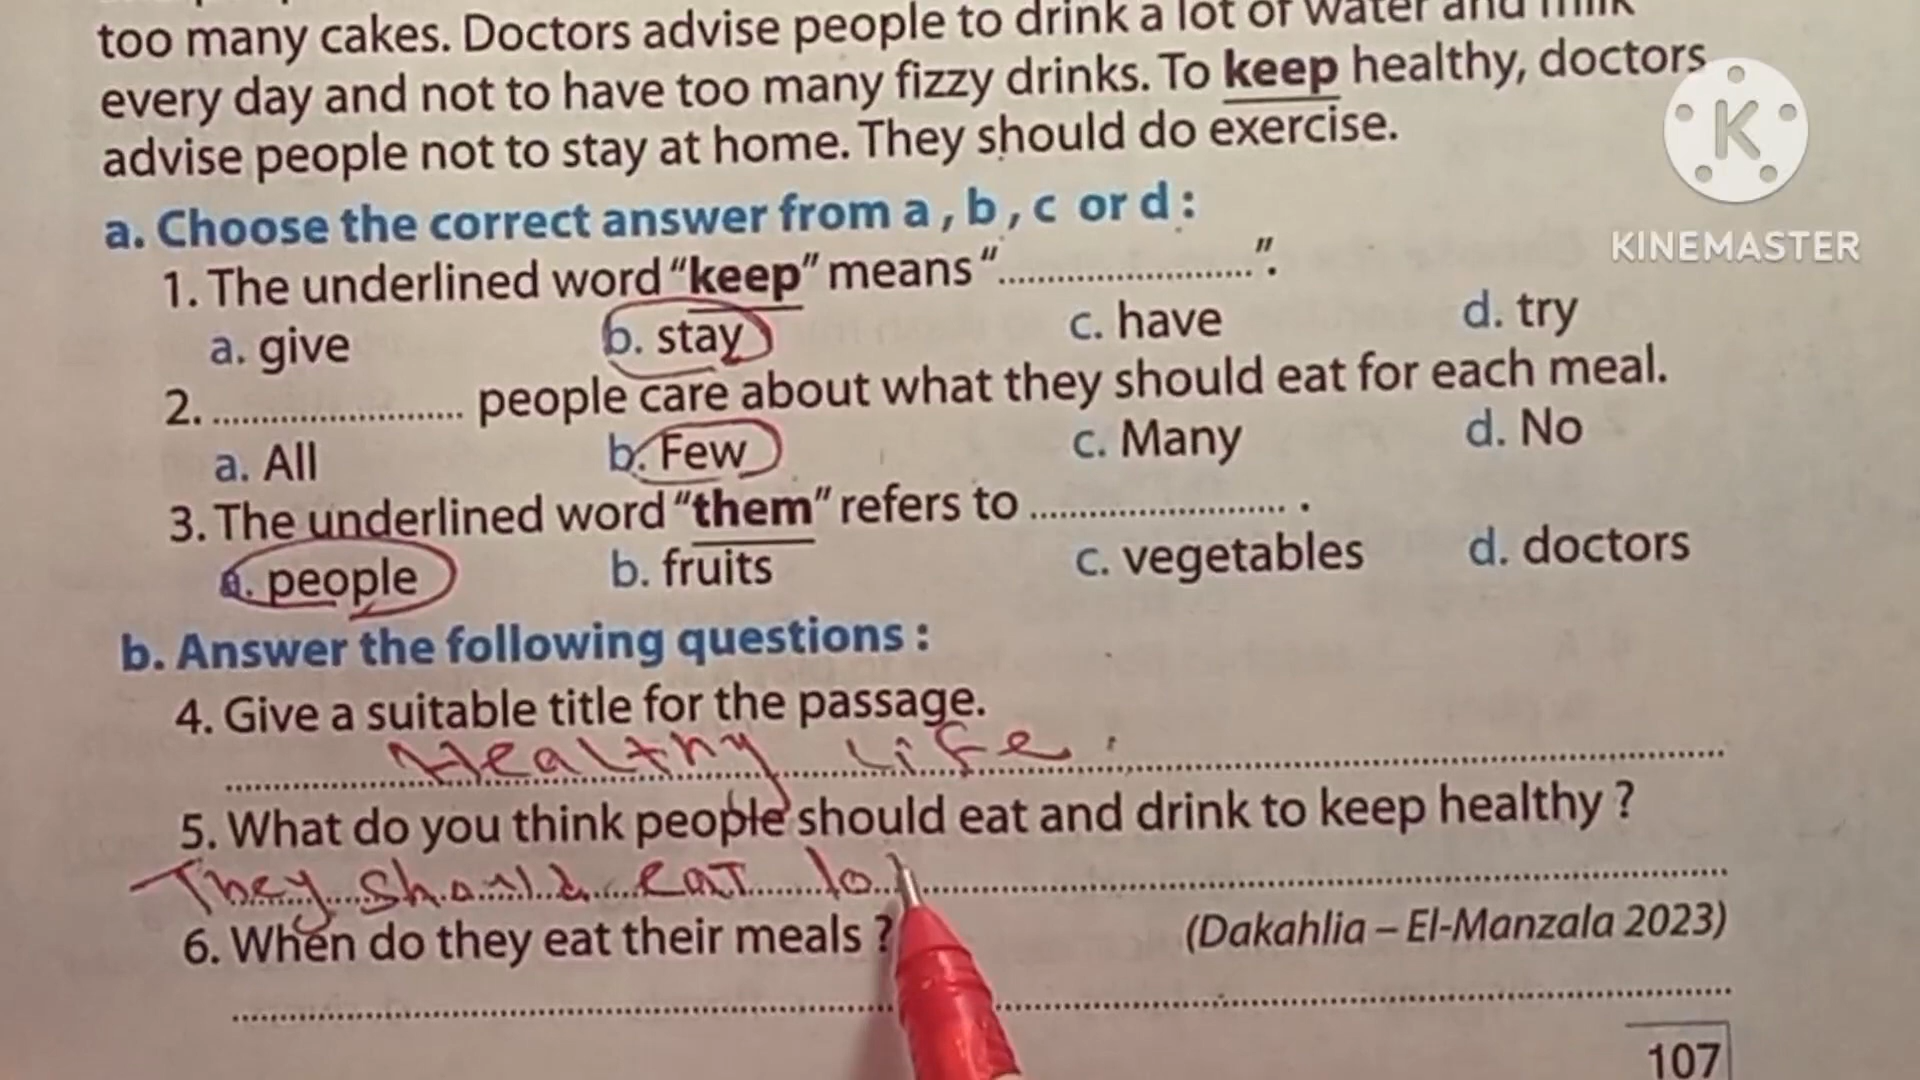 too many cakes. Doctors advise people to drink a lot of water and milk
every day and not to have too many fizzy drinks. To keep healthy, doctors
advise people not to stay at home. They should do exercise.
K
KINEMASTER
a. Choose the correct answer from a , b , c or d :
1. The underlined word “keep” means “........................”.
a. give b. stay c. have d. try
2. ........................ people care about what they should eat for each meal.
a. All b. Few c. Many d. No
3. The underlined word “them” refers to ........................ .
a. people b. fruits c. vegetables d. doctors
b. Answer the following questions :
4. Give a suitable title for the passage.
Healthy life.
5. What do you think people should eat and drink to keep healthy ?
They should eat lo
6. When do they eat their meals ? (Dakahlia – El-Manzala 2023)
107